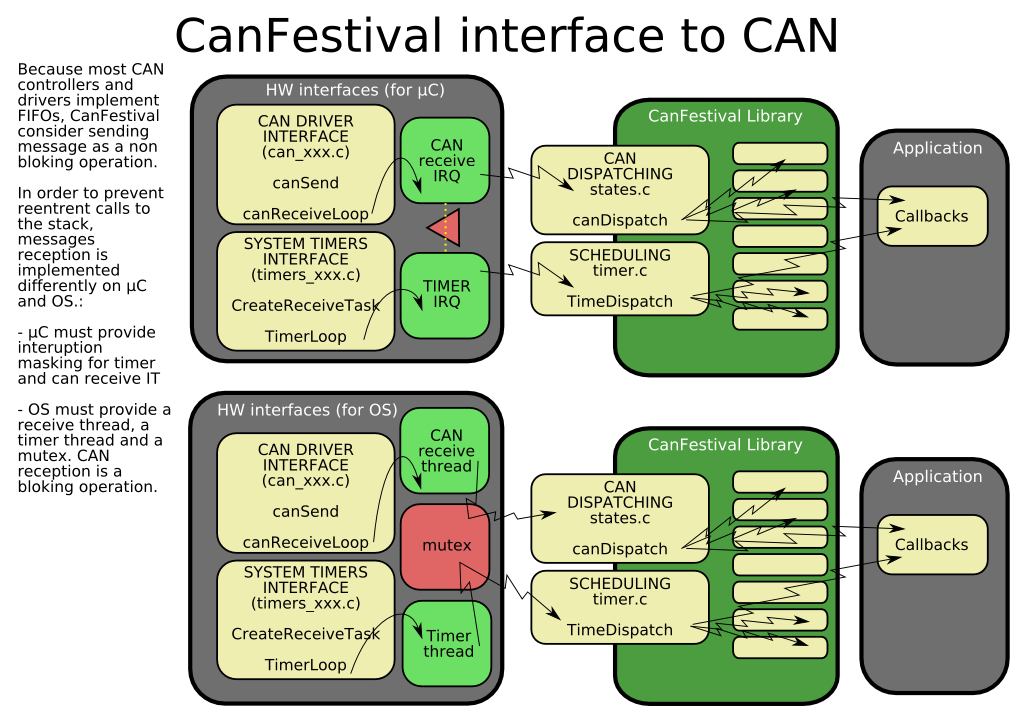 CanFestival interface to CAN
Because most CAN
controllers and
drivers implement
FIFOs, CanFestival
consider sending
message as a non
bloking operation.
In order to prevent
reentrent calls to
the stack,
messages
reception is
implemented
differently on µC
and OS.:
- µC must provide
interuption
masking for timer
and can receive IT
- OS must provide a
receive thread, a
timer thread and a
mutex. CAN
reception is a
bloking operation.
HW interfaces (for µC)
CAN DRIVER
INTERFACE
(can_xxx.c)
canSend
canReceiveLoop
SYSTEM TIMERS
INTERFACE
(timers_xxx.c)
CreateReceiveTask
TimerLoop
CAN
receive
IRQ
TIMER
IRQ
CAN
DISPATCHING
states.c
canDispatch
SCHEDULING
timer.c
TimeDispatch
CanFestival Library
Application
Callbacks
HW interfaces (for OS)
CAN DRIVER
INTERFACE
(can_xxx.c)
canSend
canReceiveLoop
SYSTEM TIMERS
INTERFACE
(timers_xxx.c)
CreateReceiveTask
TimerLoop
CAN
receive
thread
mutex
Timer
thread
CAN
DISPATCHING
states.c
canDispatch
SCHEDULING
timer.c
TimeDispatch
CanFestival Library
Application
Callbacks